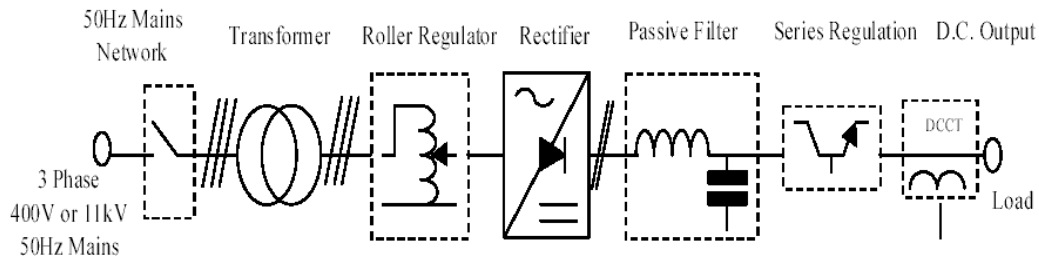 50Hz Mains
Network
Transformer
Roller Regulator
Rectifier
Passive Filter
Series Regulation
D.C. Output
DCCT
3 Phase
400V or 11kV
50Hz Mains
Load